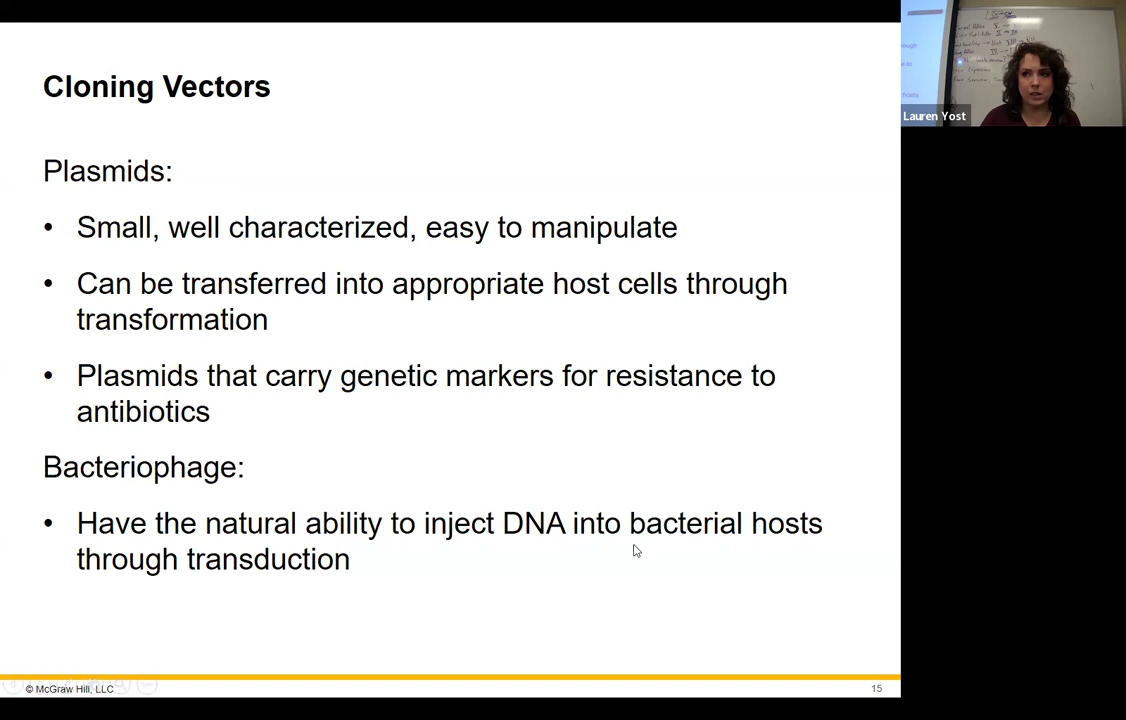 Cloning Vectors
Plasmids:
• Small, well characterized, easy to manipulate
• Can be transferred into appropriate host cells through
transformation
• Plasmids that carry genetic markers for resistance to
antibiotics
Bacteriophage:
• Have the natural ability to inject DNA into bacterial hosts
through transduction
© McGraw Hill, LLC
15
Lauren Yost